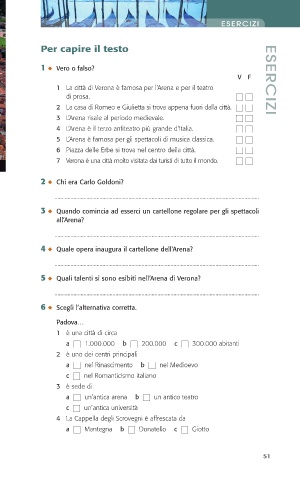 ESERCIZI
ESERCIZI
Per capire il testo
1 ◆ Vero o falso?
V F
1 La città di Verona è famosa per l'Arena e per il teatro
di prosa.
2 La casa di Romeo e Giulietta si trova appena fuori dalla città.
3 L'Arena risale al periodo medievale.
4 L'Arena è il terzo anfiteatro più grande d'Italia.
5 L'Arena è famosa per gli spettacoli di musica classica.
6 Piazza delle Erbe si trova nel centro della città.
7 Verona è una città molto visitata dai turisti di tutto il mondo.
2 ◆ Chi era Carlo Goldoni?
3 ◆ Quando comincia ad esserci un cartellone regolare per gli spettacoli
all'Arena?
4 ◆ Quale opera inaugura il cartellone dell'Arena?
5 ◆ Quali talenti si sono esibiti nell'Arena di Verona?
6 ◆ Scegli l'alternativa corretta.
Padova…
1 è una città di circa
a 1.000.000 b 200.000 c 300.000 abitanti
2 è uno dei centri principali
a nel Rinascimento b nel Medioevo
c nel Romanticismo italiano
3 è sede di
a un'antica arena b un antico teatro
c un'antica università
4 La Cappella degli Scrovegni è affrescata da
a Mantegna b Donatello c Giotto
51